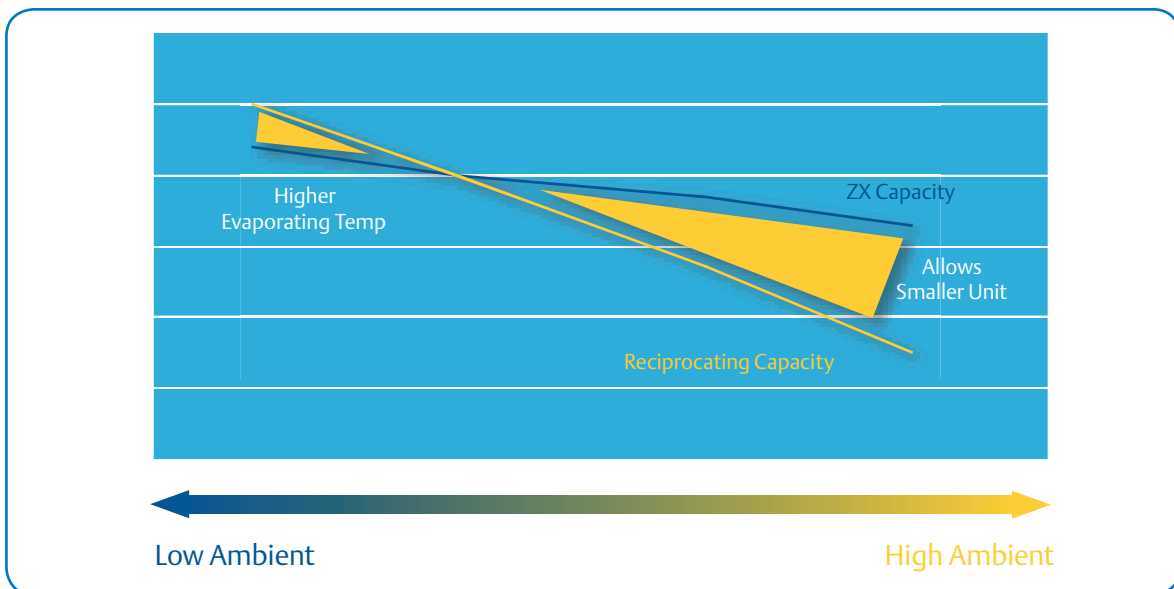 Higher
Evaporating Temp
ZX Capacity
Allows
Smaller Unit
Reciprocating Capacity
Low Ambient
High Ambient